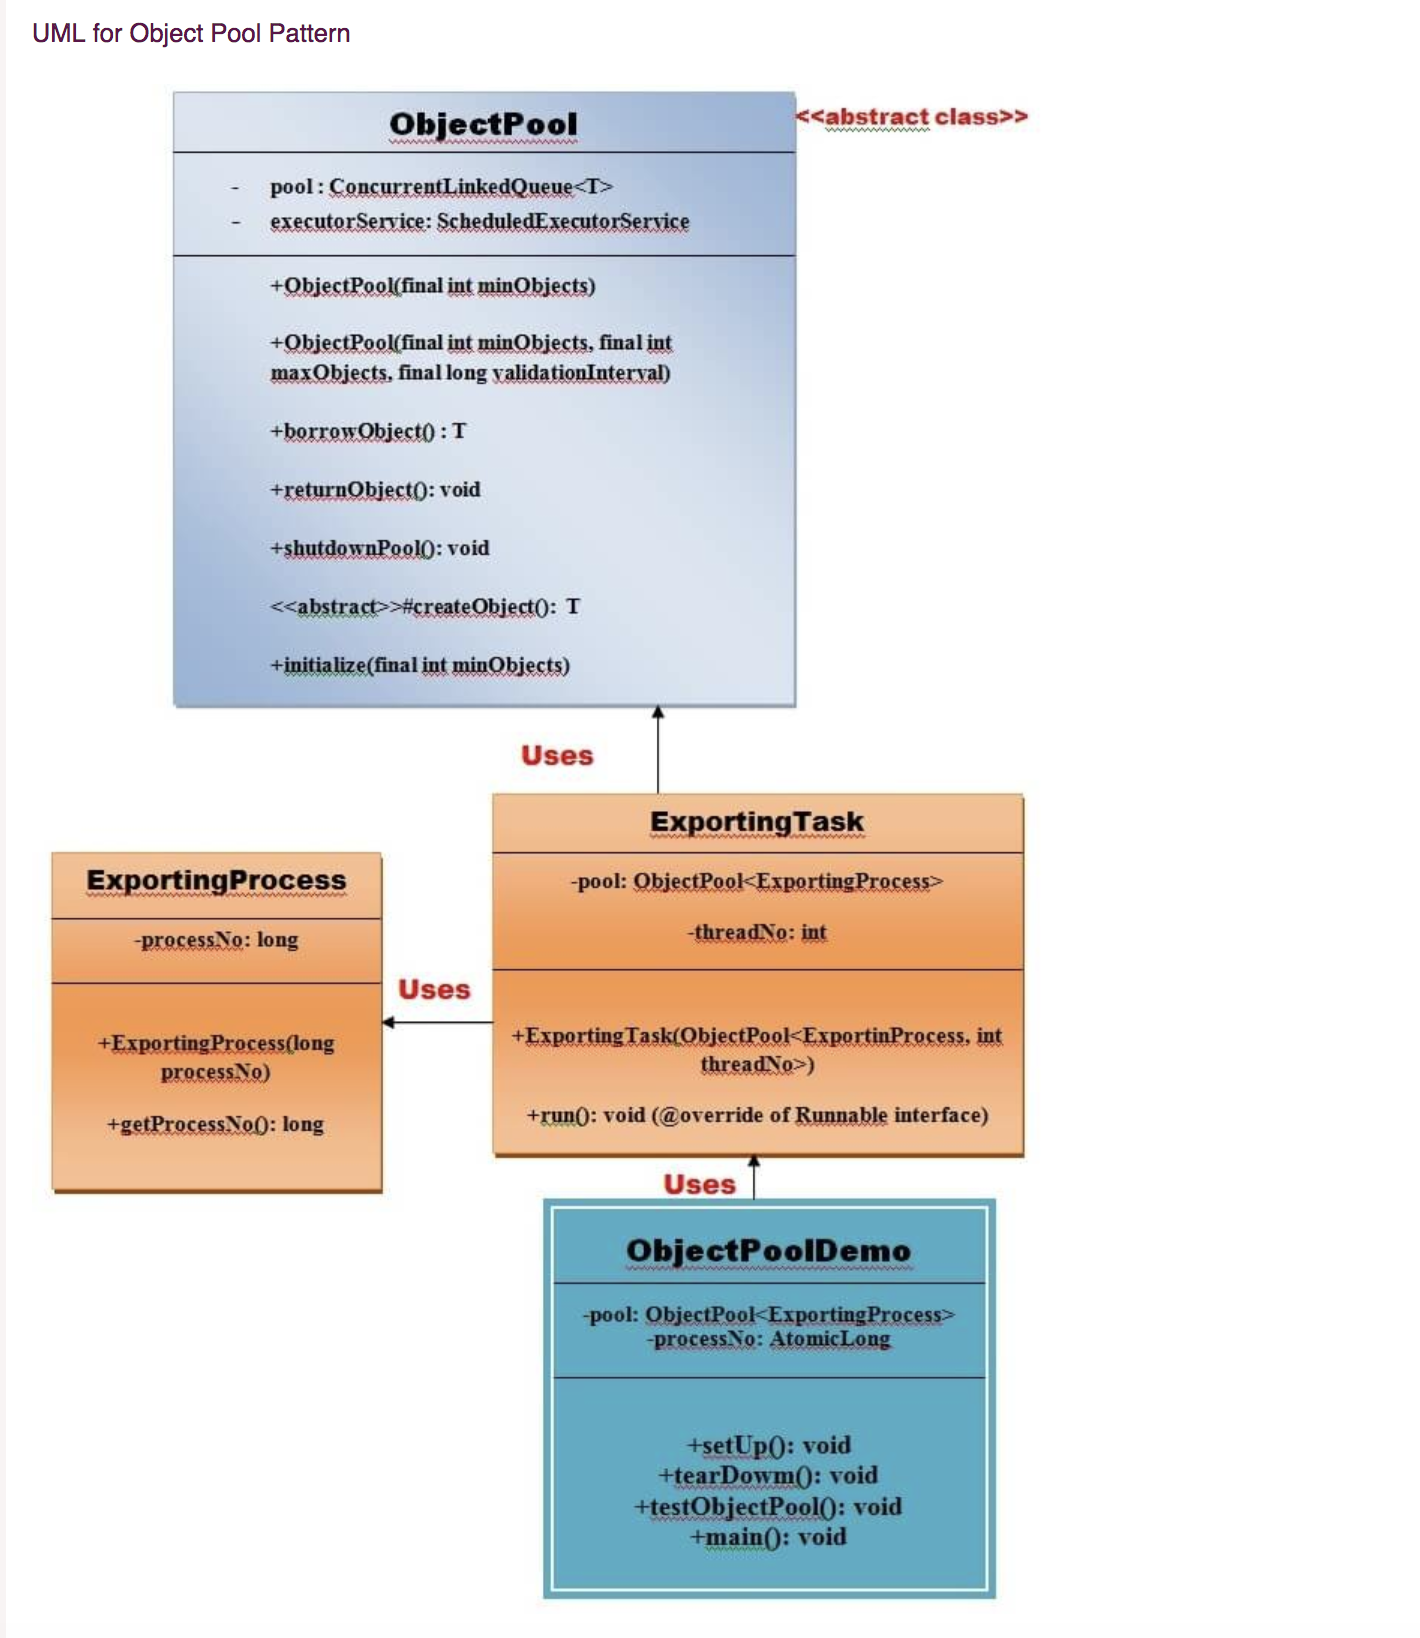 UML for Object Pool Pattern
ObjectPool
<<abstract class>>
- pool : ConcurrentLinkedQueue<T>
- executorService: ScheduledExecutorService
+ObjectPool(final int minObjects)
+ObjectPool(final int minObjects, final int
maxObjects, final long validationInterval)
+borrowObject() : T
+returnObject(): void
+shutdownPool(): void
<<abstract>>#createObject(): T
+initialize(final int minObjects)
Uses
ExportingTask
-pool: ObjectPool<ExportingProcess>
-threadNo: int
+ExportingTask(ObjectPool<ExportinProcess, int
threadNo>)
+run(): void (@override of Runnable interface)
ExportingProcess
-processNo: long
+ExportingProcess(long
processNo)
+getProcessNo(): long
Uses
Uses
ObjectPoolDemo
-pool: ObjectPool<ExportingProcess>
-processNo: AtomicLong
+setUp(): void
+tearDowm(): void
+testObjectPool(): void
+main(): void